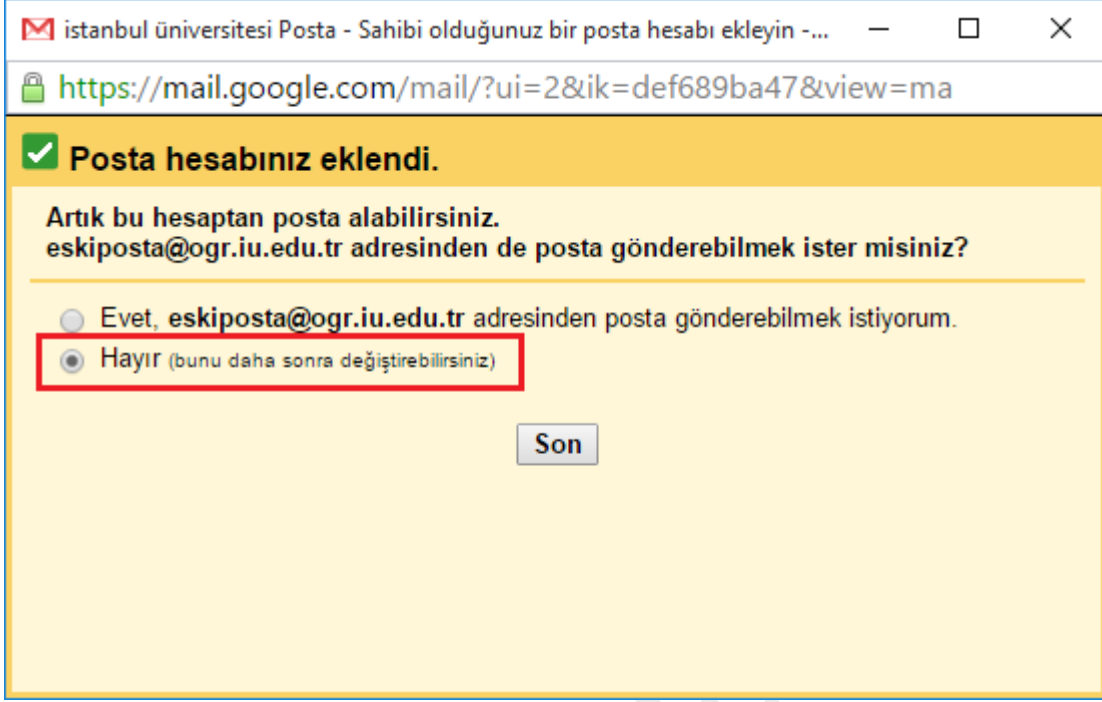 istanbul üniversitesi Posta - Sahibi olduğunuz bir posta hesabı ekleyin -...
https://mail.google.com/mail/?ui=2&ik=def689ba47&view=ma
Posta hesabınız eklendi.
Artık bu hesaptan posta alabilirsiniz.
eskiposta@ogr.iu.edu.tr adresinden de posta gönderebilmek ister misiniz?
Evet, eskiposta@ogr.iu.edu.tr adresinden posta gönderebilmek istiyorum.
Hayır (bunu daha sonra değiştirebilirsiniz)
Son